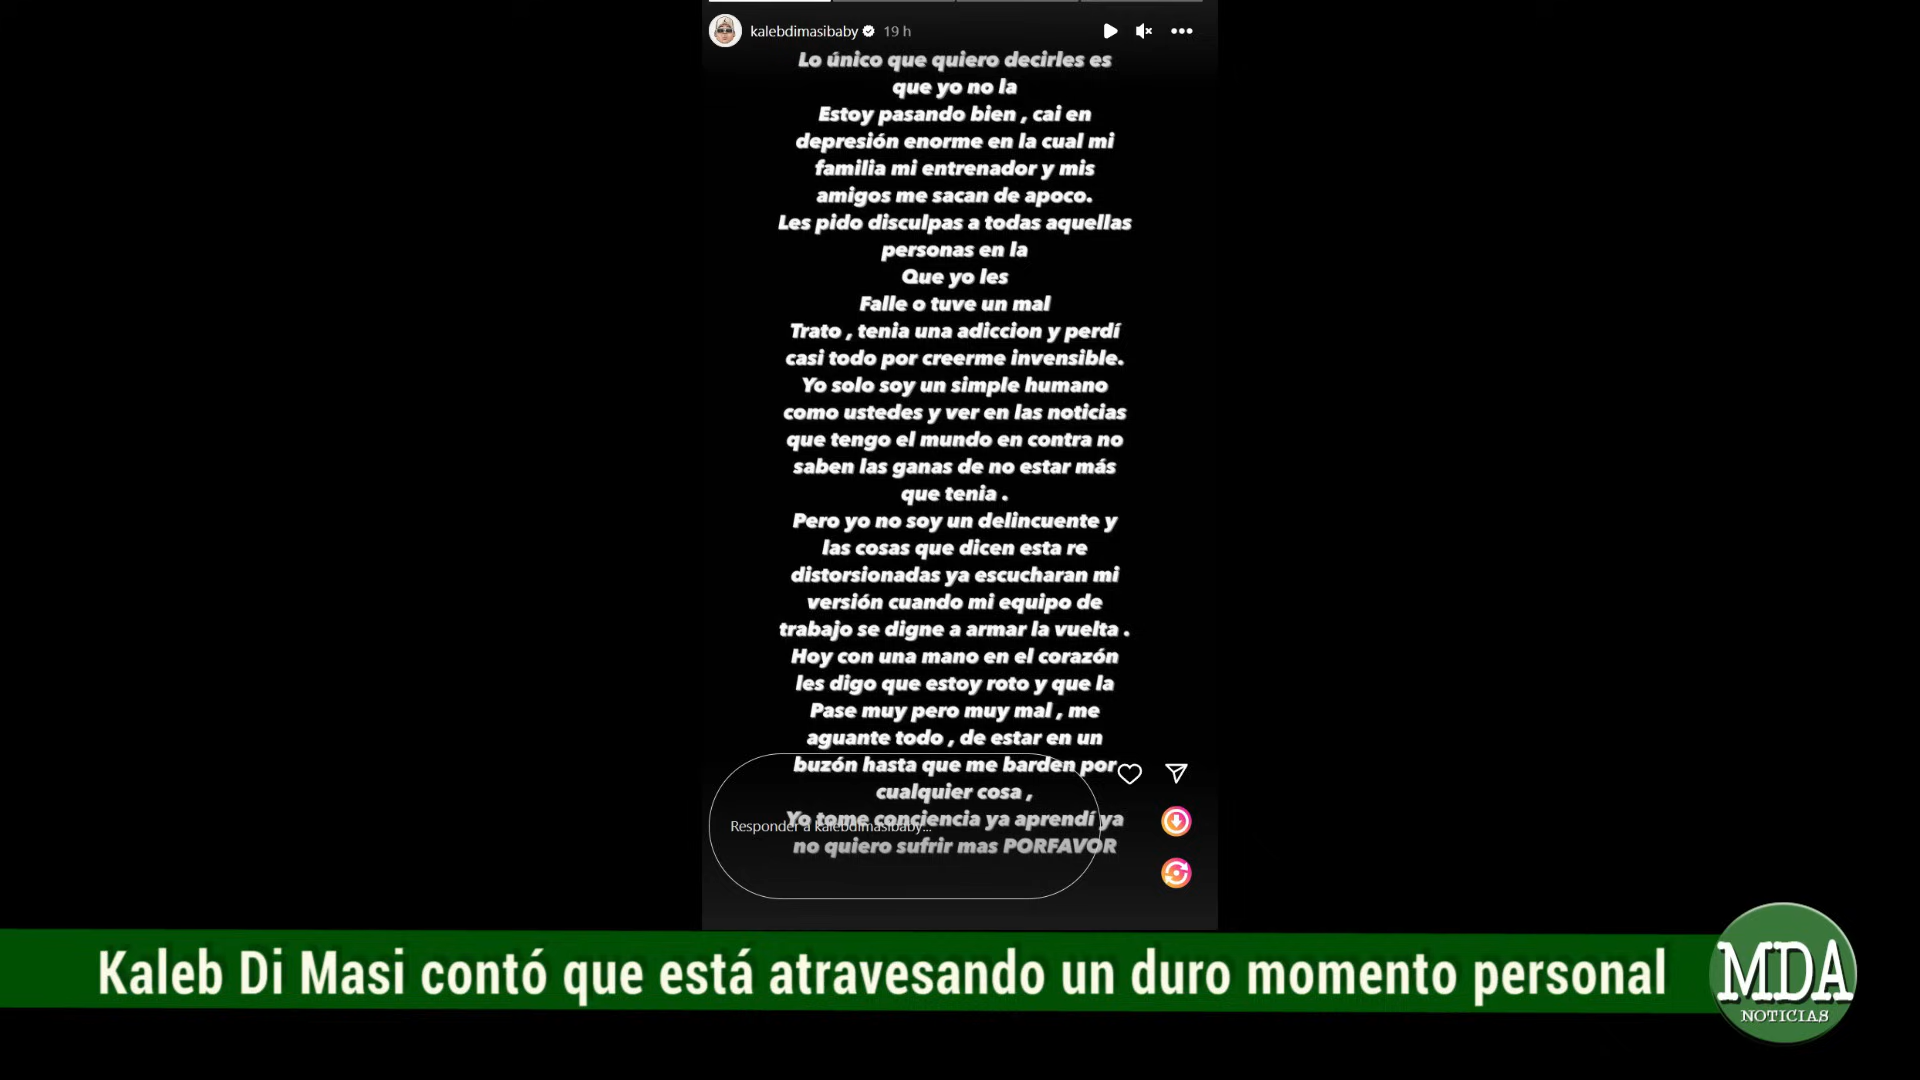 kalebdimasibaby 19 h
Lo único que quiero decirles es
que yo no la
Estoy pasando bien , cai en
depresión enorme en la cual mi
familia mi entrenador y mis
amigos me sacan de apoco.
Les pido disculpas a todas aquellas
personas en la
Que yo les
Falle o tuve un mal
Trato , tenia una adiccion y perdí
casi todo por creerme invensible.
Yo solo soy un simple humano
como ustedes y ver en las noticias
que tengo el mundo en contra no
saben las ganas de no estar más
que tenia .
Pero yo no soy un delincuente y
las cosas que dicen esta re
distorsionadas ya escucharan mi
versión cuando mi equipo de
trabajo se digne a armar la vuelta .
Hoy con una mano en el corazón
les digo que estoy roto y que la
Pase muy pero muy mal , me
aguante todo , de estar en un
buzón hasta que me barden por
cualquier cosa ,
Yo tome conciencia ya aprendí ya
Responder a kalebdimasibaby...
no quiero sufrir mas PORFAVOR
Kaleb Di Masi contó que está atravesando un duro momento personal
MDA
NOTICIAS